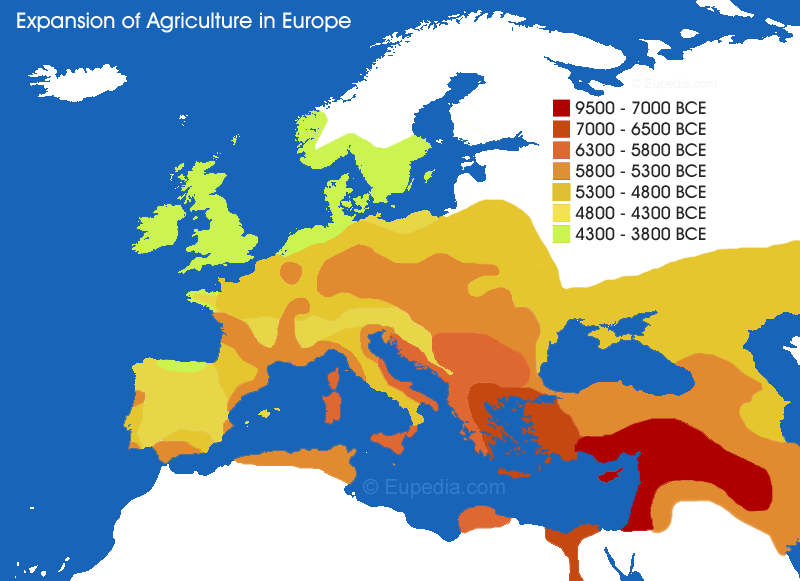 Expansion of Agriculture in Europe
© Eupedia.com
9500 - 7000 BCE
7000 - 6500 BCE
6300 - 5800 BCE
5800 - 5300 BCE
5300 - 4800 BCE
4800 - 4300 BCE
4300 - 3800 BCE
© Eupedia.com